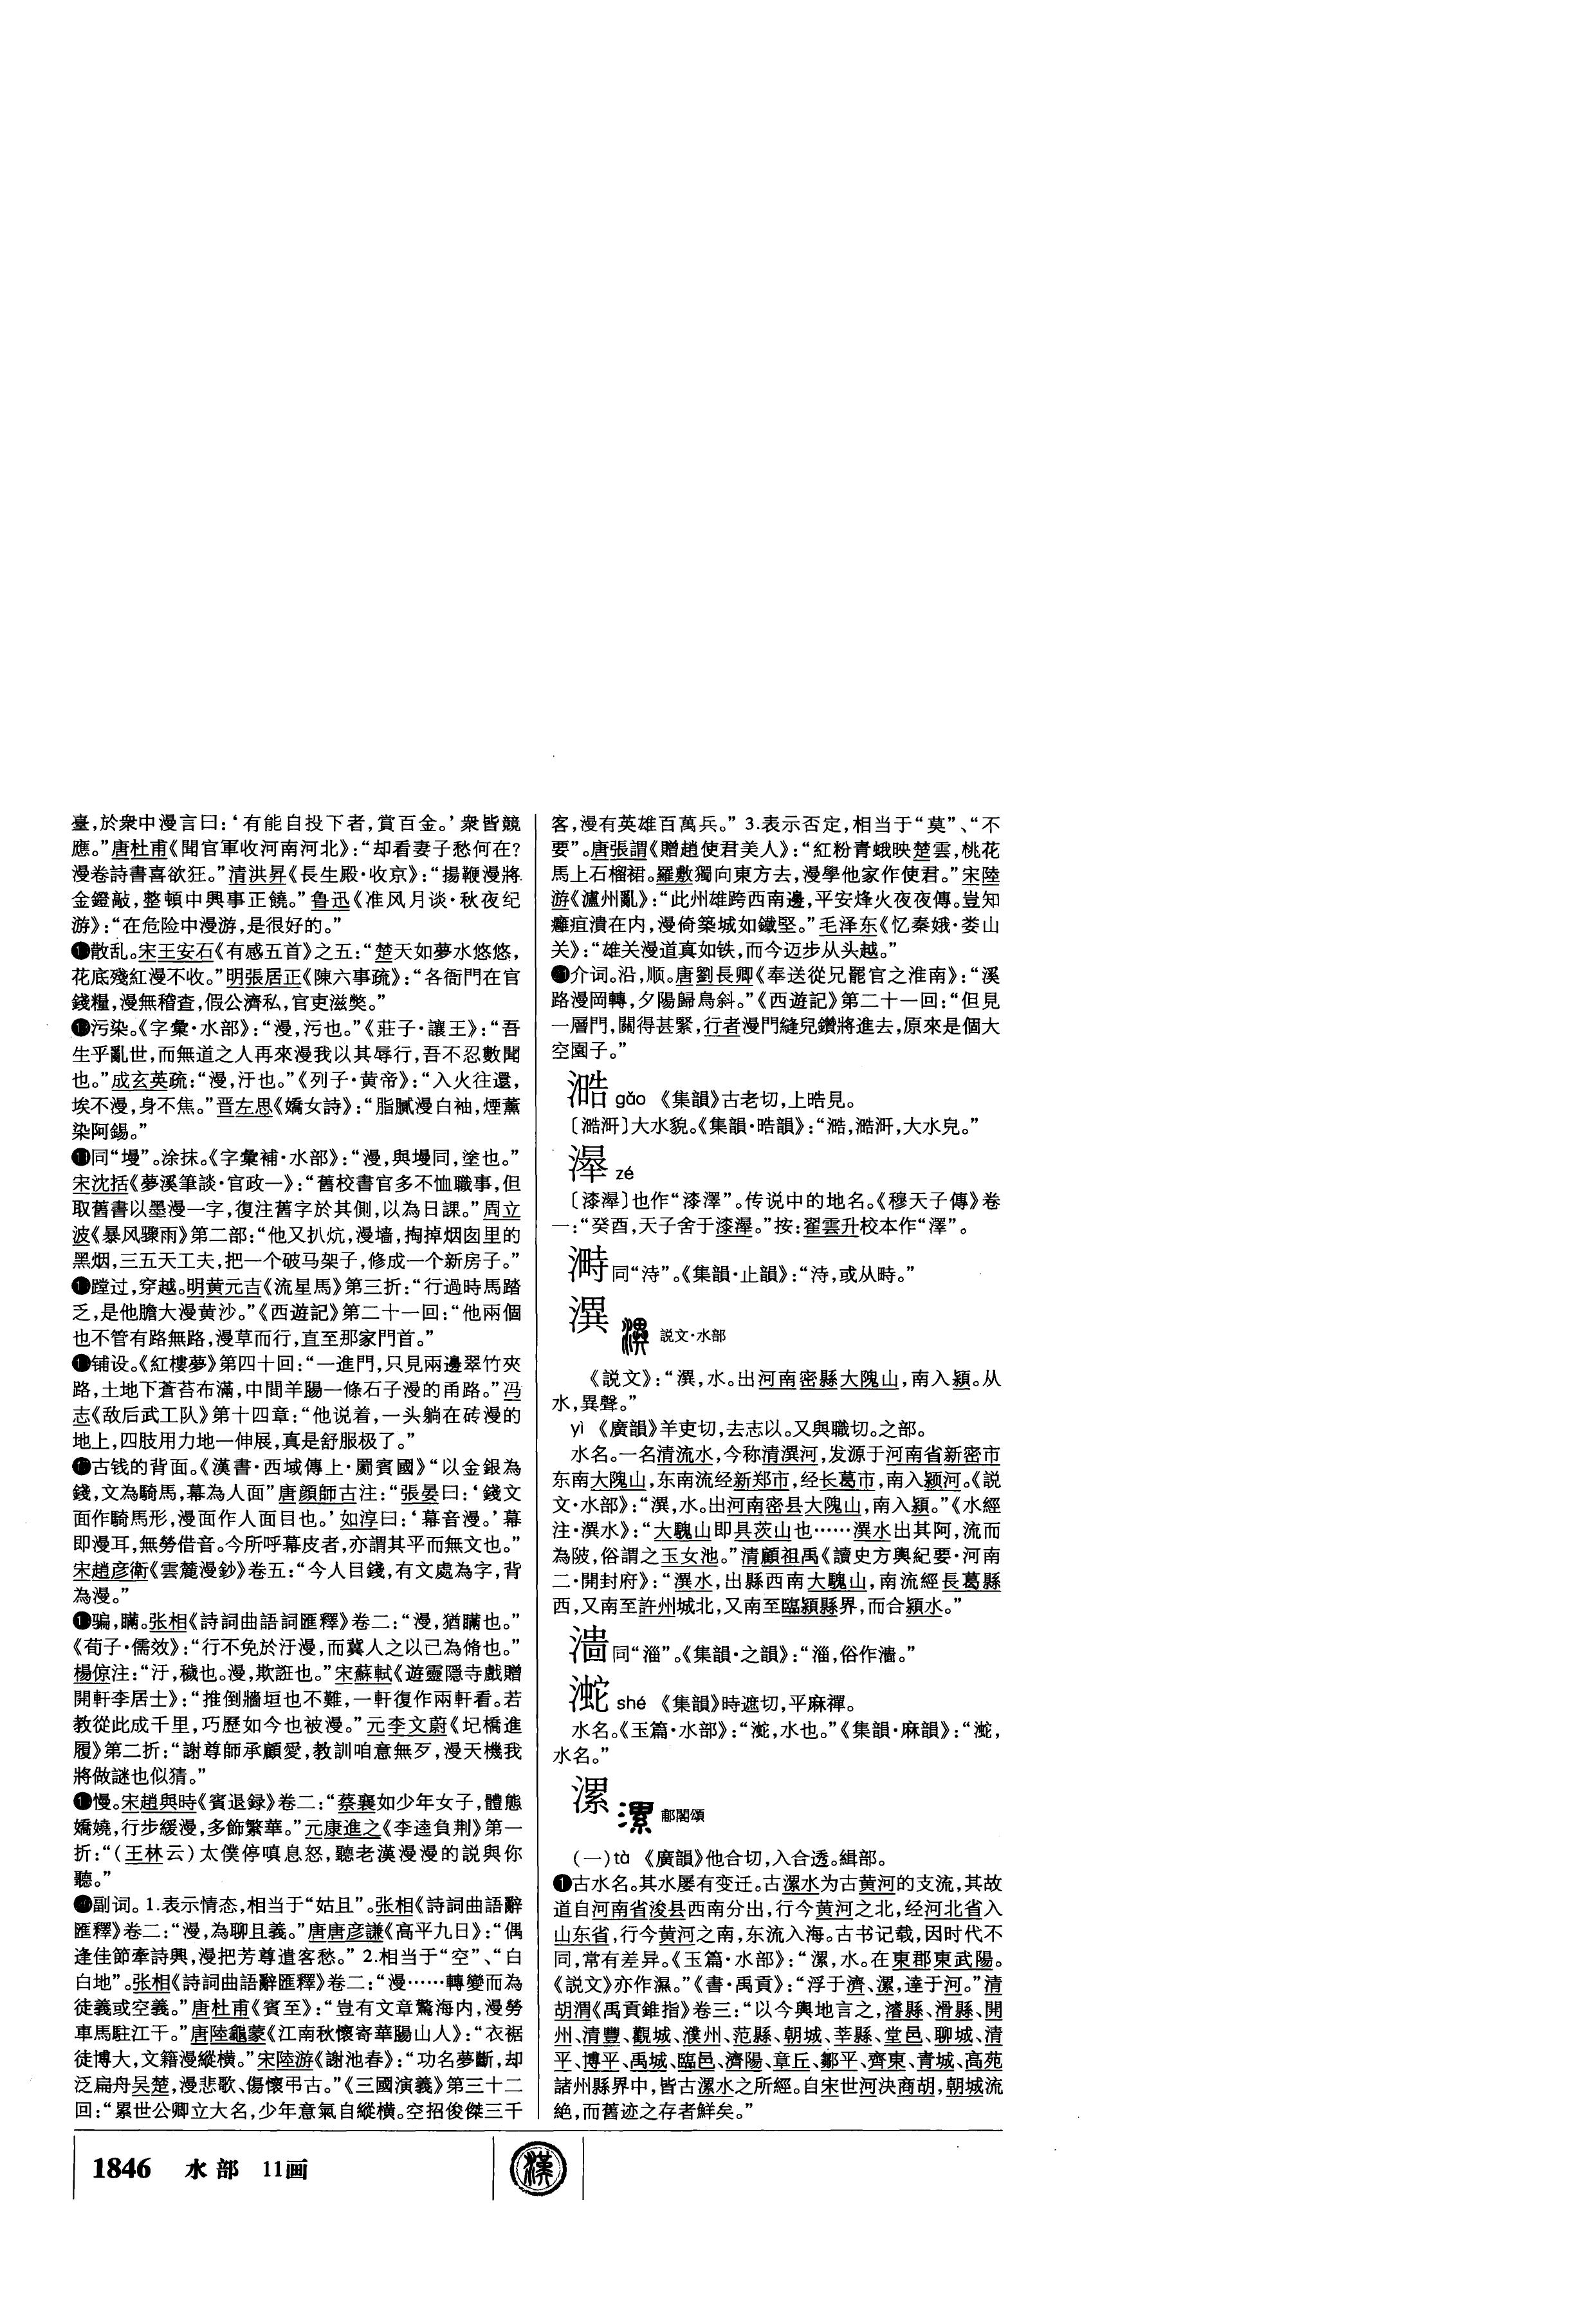 臺,於衆中漫言曰:‘有能自投下者,賞百金。’衆皆競
應。”唐杜甫《聞官軍收河南河北》:“却看妻子愁何在?
漫卷詩書喜欲狂。”清洪昇《長生殿·收京》:“揚鞭漫將
金鐙敲,整頓中興事正饒。”鲁迅《准风月谈·秋夜纪
游》:“在危险中漫游,是很好的。”
散乱。宋王安石《有感五首》之五:“楚天如夢水悠悠,
花底殘紅漫不收。”明張居正《陳六事疏》:“各衙門在官
錢糧,漫無稽查,假公濟私,官吏滋弊。”
污染。《字彙·水部》:“漫,污也。”《莊子·讓王》:“吾
生乎亂世,而無道之人再來漫我以其辱行,吾不忍數聞
也。”成玄英疏:“漫,汙也。”《列子·黄帝》:“入火往還,
埃不漫,身不焦。”晋左思《嬌女詩》:“脂膩漫白袖,煙薰
染阿錫。”
同“墁”。涂抹。《字彙補·水部》:“漫,與墁同,塗也。”
宋沈括《夢溪筆談·官政一》:“舊校書官多不恤職事,但
取舊書以墨漫一字,復注舊字於其側,以為日課。”周立
波《暴风骤雨》第二部:“他又扒炕,漫墙,掏掉烟囱里的
黑烟,三五天工夫,把一个破马架子,修成一个新房子。”
蹚过,穿越。明黄元吉《流星馬》第三折:“行過時馬踏
乏,是他膽大漫黄沙。”《西遊記》第二十一回:“他兩個
也不管有路無路,漫草而行,直至那家門首。”
铺设。《紅樓夢》第四十回:“一進門,只見兩邊翠竹夾
路,土地下蒼苔布滿,中間羊腸一條石子漫的甬路。”冯
志《敌后武工队》第十四章:“他说着,一头躺在砖漫的
地上,四肢用力地一伸展,真是舒服极了。”
古钱的背面。《漢書·西域傳上·罽賓國》“以金銀為
錢,文為騎馬,幕為人面”唐顔師古注:“張晏曰:‘錢文
面作騎馬形,漫面作人面目也。’如淳曰:‘幕音漫。’幕
即漫耳,無勞借音。今所呼幕皮者,亦謂其平而無文也。”
宋趙彦衛《雲麓漫鈔》卷五:“今人目錢,有文處為字,背
為漫。”
骗,瞒。张相《詩詞曲語詞匯釋》卷二:“漫,猶瞞也。”
《荀子·儒效》:“行不免於汙漫,而冀人之以己為脩也。”
楊倞注:“汙,穢也。漫,欺誑也。”宋蘇軾《遊靈隱寺戲贈
開軒李居士》:“推倒牆垣也不難,一軒復作兩軒看。若
教從此成千里,巧歷如今也被漫。”元李文蔚《圯橋進
履》第二折:“謝尊師承顧愛,教訓咱意無歹,漫天機我
將做謎也似猜。”
慢。宋趙與時《賓退録》卷二:“蔡襄如少年女子,體態
嬌嬈,行步緩漫,多飾繁華。”元康進之《李逵負荆》第一
折:“(王林云)太僕停嗔息怒,聽老漢漫漫的説與你
聽。”
副词。1.表示情态,相当于“姑且”。张相《詩詞曲語辭
匯釋》卷二:“漫,為聊且義。”唐唐彦謙《高平九日》:“偶
逢佳節牽詩興,漫把芳尊遣客愁。” 2.相当于“空”、“白
白地”。张相《詩詞曲語辭匯釋》卷二:“漫……轉變而為
徒義或空義。”唐杜甫《賓至》:“豈有文章驚海内,漫勞
車馬駐江干。”唐陸龜蒙《江南秋懷寄華陽山人》:“衣裾
徒博大,文籍漫縱横。”宋陸游《謝池春》:“功名夢斷,却
泛扁舟吴楚,漫悲歌、傷懷弔古。”《三國演義》第三十二
回:“累世公卿立大名,少年意氣自縱横。空招俊傑三千
客,漫有英雄百萬兵。” 3.表示否定,相当于“莫”、“不
要”。唐張謂《贈趙使君美人》:“紅粉青蛾映楚雲,桃花
馬上石榴裙。羅敷獨向東方去,漫學他家作使君。”宋陸
游《瀘州亂》:“此州雄跨西南邊,平安烽火夜夜傳。豈知
癰疽潰在内,漫倚築城如鐵堅。”毛泽东《忆秦娥·娄山
关》:“雄关漫道真如铁,而今迈步从头越。”
介词。沿,顺。唐劉長卿《奉送從兄罷官之淮南》:“溪
路漫岡轉,夕陽歸鳥斜。”《西遊記》第二十一回:“但見
一層門,關得甚緊,行者漫門縫兒鑽將進去,原來是個大
空園子。”
澔 gǎo 《集韻》古老切,上晧見。
〔澔汗〕大水貌。《集韻·晧韻》:“澔,澔汗,大水皃。”
zé
〔漆〕也作“漆澤”。传说中的地名。《穆天子傳》卷
一:“癸酉,天子舍于漆。”按:翟雲升校本作“澤”。
溡 同“洔”。《集韻·止韻》:“洔,或从時。”
潩 説文·水部
《説文》:“潩,水。出河南密縣大隗山,南入潁。从
水,異聲。”
yì 《廣韻》羊吏切,去志以。又與職切。之部。
水名。一名清流水,今称清潩河,发源于河南省新密市
东南大隗山,东南流经新郑市,经长葛市,南入颍河。《説
文·水部》:“潩,水。出河南密县大隗山,南入潁。”《水經
注·潩水》:“大騩山即具茨山也……潩水出其阿,流而
為陂,俗謂之玉女池。”清顧祖禹《讀史方輿紀要·河南
二·開封府》:“潩水,出縣西南大騩山,南流經長葛縣
西,又南至許州城北,又南至臨潁縣界,而合潁水。”
同“淄”。《集韻·之韻》:“淄,俗作。”
shé 《集韻》時遮切,平麻禪。
水名。《玉篇·水部》:“,水也。”《集韻·麻韻》:“,
水名。”
漯 郙閣頌
(一)tà 《廣韻》他合切,入合透。緝部。
❶古水名。其水屡有变迁。古漯水为古黄河的支流,其故
道自河南省浚县西南分出,行今黄河之北,经河北省入
山东省,行今黄河之南,东流入海。古书记载,因时代不
同,常有差异。《玉篇·水部》:“漯,水。在東郡東武陽。
《説文》亦作濕。”《書·禹貢》:“浮于濟、漯,達于河。”清
胡渭《禹貢錐指》卷三:“以今輿地言之,濬縣、滑縣、開
州、清豐、觀城、濮州、范縣、朝城、莘縣、堂邑、聊城、清
平、博平、禹城、臨邑、濟陽、章丘、鄒平、齊東、青城、高苑
諸州縣界中,皆古漯水之所經。自宋世河決商胡,朝城流
絶,而舊迹之存者鮮矣。”
1846 水部 11画
漢